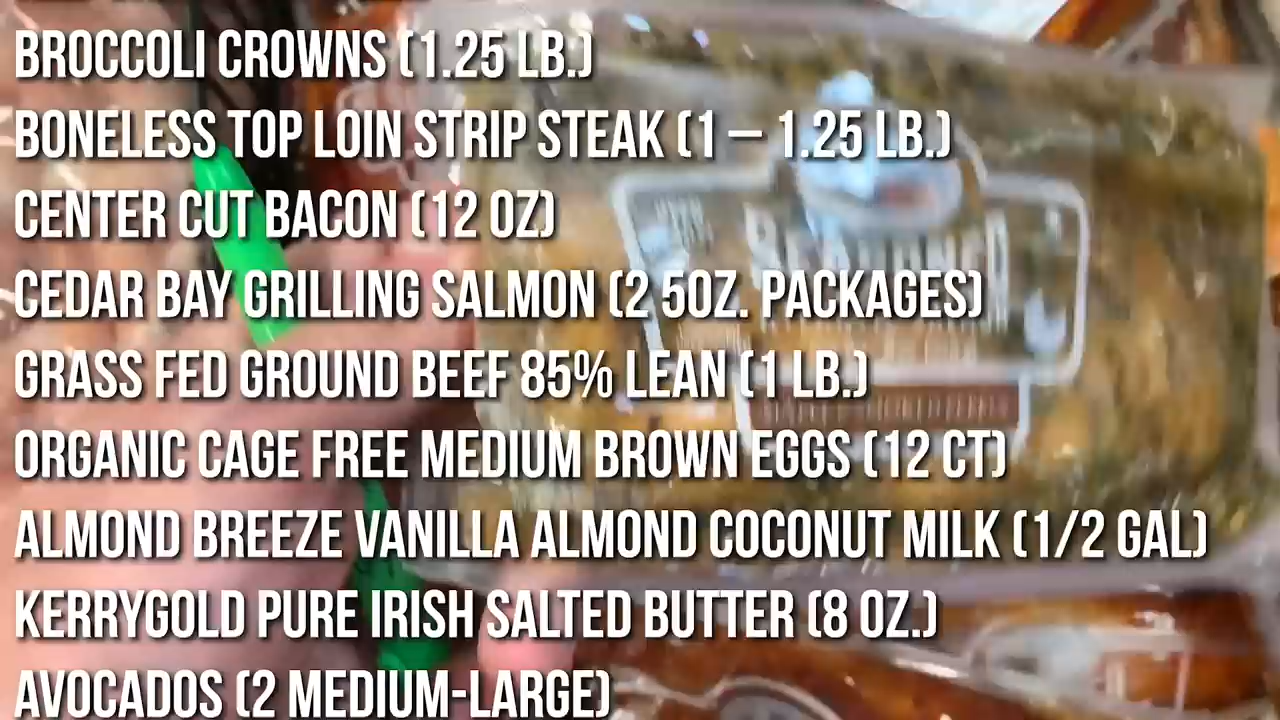 BROCCOLI CROWNS (1.25 LB.)
BONELESS TOP LOIN STRIP STEAK (1 – 1.25 LB.)
CENTER CUT BACON (12 OZ)
CEDAR BAY GRILLING SALMON (2 5OZ. PACKAGES)
GRASS FED GROUND BEEF 85% LEAN (1 LB.)
ORGANIC CAGE FREE MEDIUM BROWN EGGS (12 CT)
ALMOND BREEZE VANILLA ALMOND COCONUT MILK (1/2 GAL)
KERRYGOLD PURE IRISH SALTED BUTTER (8 OZ.)
AVOCADOS (2 MEDIUM-LARGE)